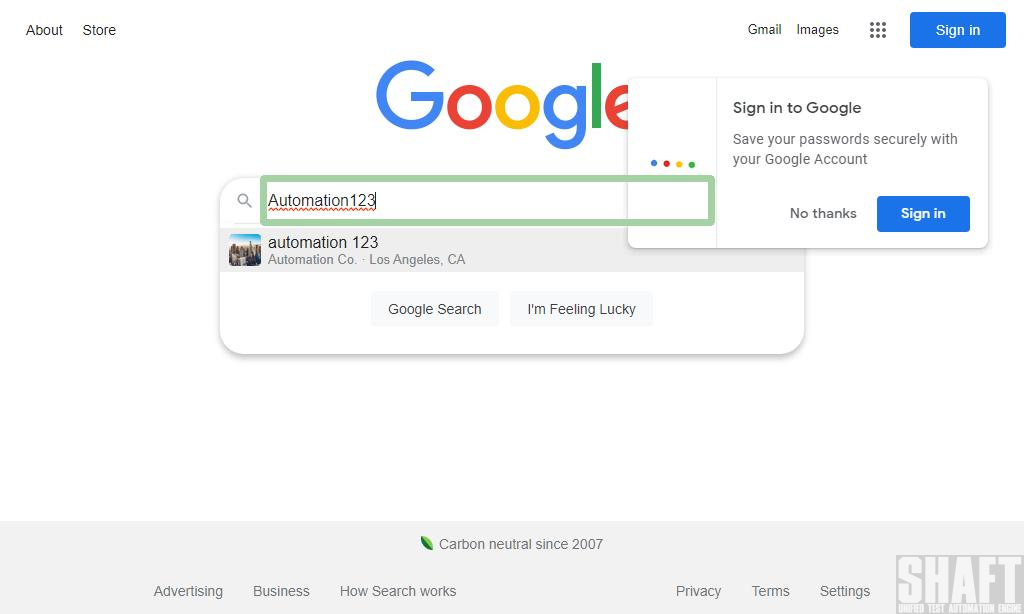 About Store
Gmail Images
Sign in
Google
Sign in to Google
Save your passwords securely with
your Google Account
No thanks
Sign in
Automation123
automation 123
Automation Co. · Los Angeles, CA
Google Search
I'm Feeling Lucky
Carbon neutral since 2007
Advertising Business How Search works
Privacy Terms Settings
SHAFT
UNIFIED TEST AUTOMATION ENGINE